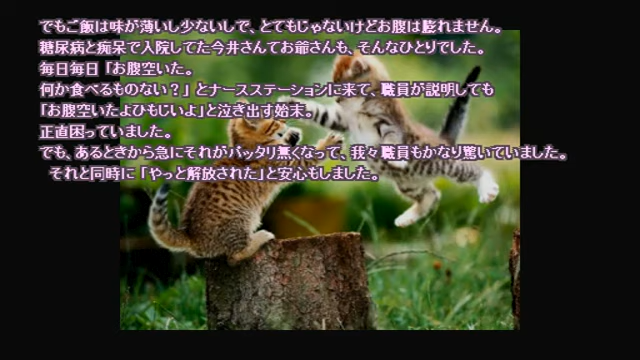 でもご飯は味が薄いし少ないしで、とてもじゃないけどお腹は膨れません。
糖尿病と痴呆で入院してた今井さんてお爺さんも、そんなひとりでした。
毎日毎日「お腹空いた。
何か食べるものない？」とナースステーションに来て、職員が説明しても
「お腹空いたよひもじいよ」と泣き出す始末。
正直困っていました。
でも、あるときから急にそれがパッタリ無くなって、我々職員もかなり驚いていました。
それと同時に「やっと解放された」と安心もしました。